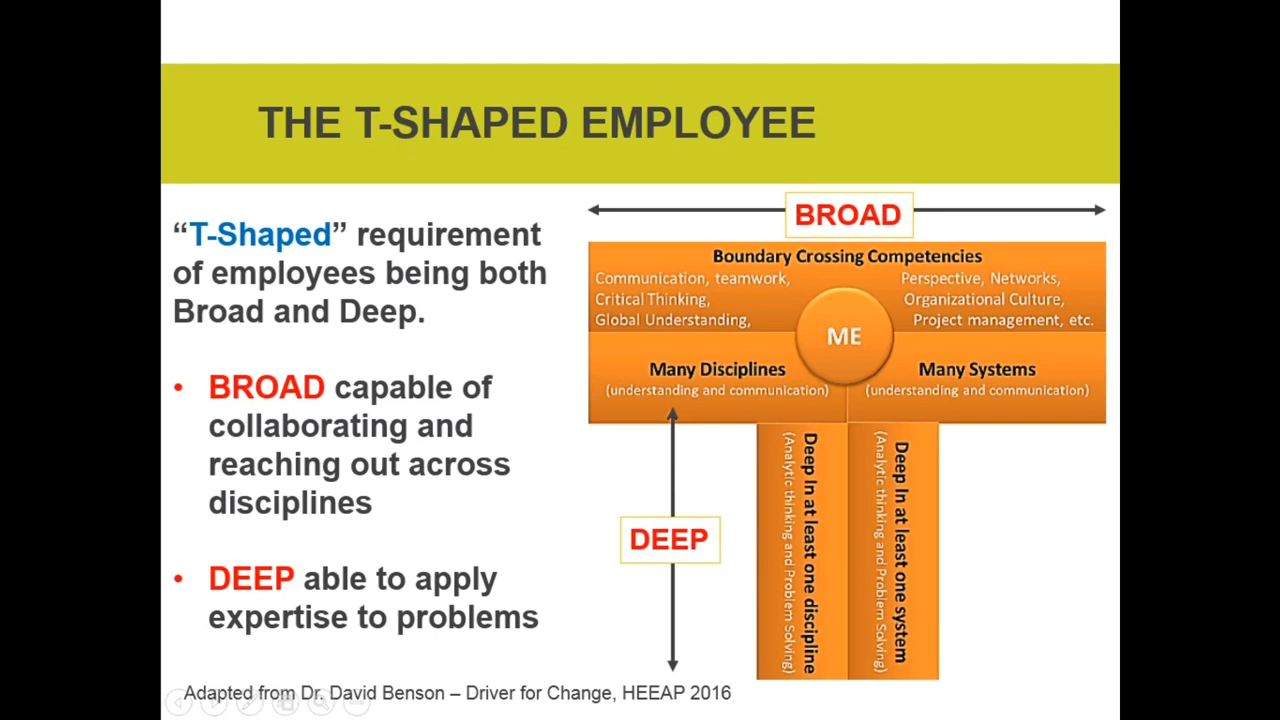 THE T-SHAPED EMPLOYEE
“T-Shaped” requirement
of employees being both
Broad and Deep.
• BROAD capable of
collaborating and
reaching out across
disciplines
• DEEP able to apply
expertise to problems
BROAD
Boundary Crossing Competencies
Communication, teamwork,
Critical Thinking,
Global Understanding,
Perspective, Networks,
Organizational Culture,
Project management, etc.
ME
Many Disciplines
(understanding and communication)
Many Systems
(understanding and communication)
DEEP
Deep In at least one discipline
(Analytic thinking and Problem Solving)
Deep In at least one system
(Analytic thinking and Problem Solving)
Adapted from Dr. David Benson – Driver for Change, HEEAP 2016